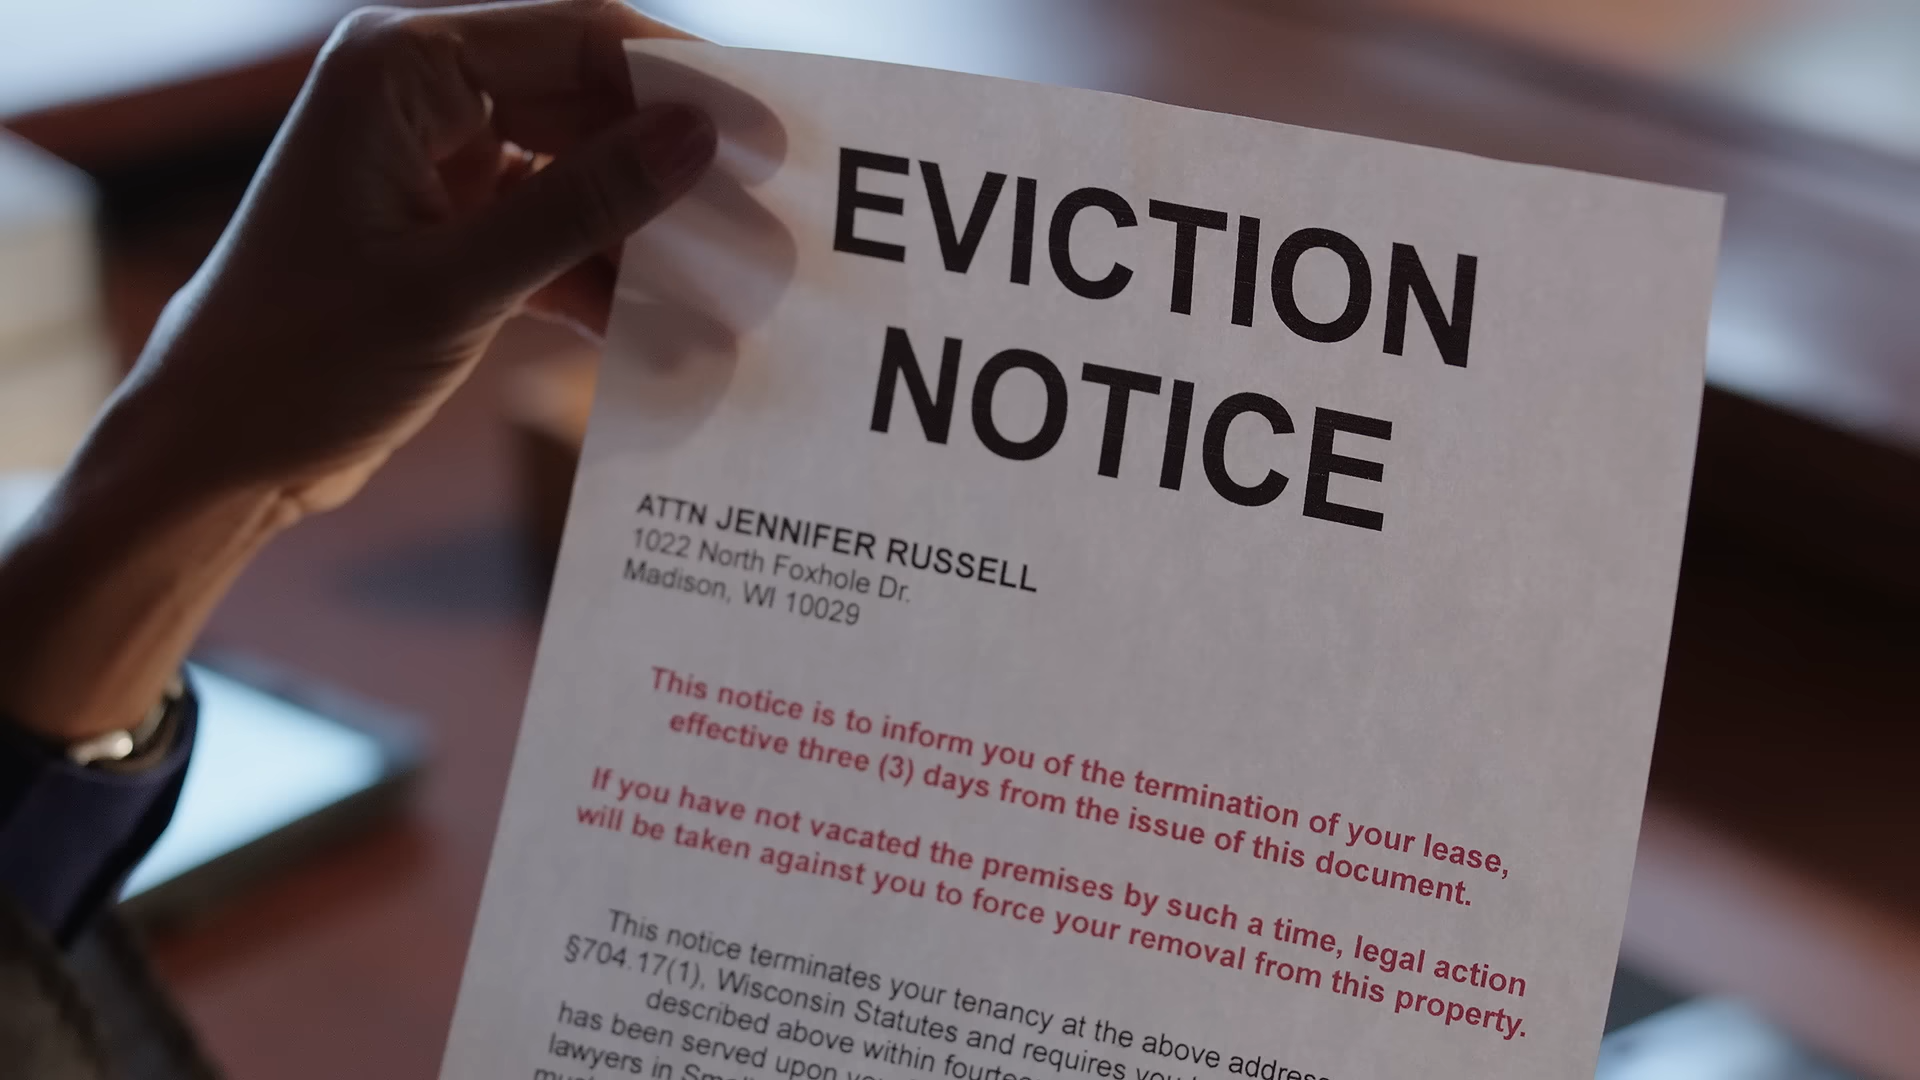 EVICTION
NOTICE
ATTN JENNIFER RUSSELL
1022 North Foxhole Dr.
Madison, WI 10029
This notice is to inform you of the termination of your lease,
effective three (3) days from the issue of this document.
If you have not vacated the premises by such a time, legal action
will be taken against you to force your removal from this property.
This notice terminates your tenancy at the above
§704.17(1), Wisconsin Statutes and requires you
described above within
has been served upon
lawyers in